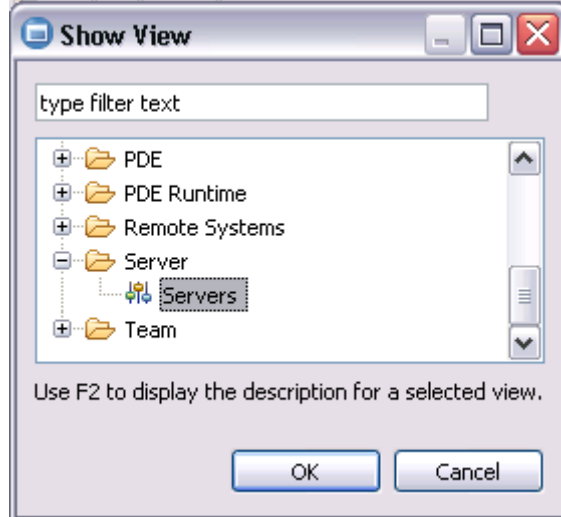 Show View
type filter text
PDE
PDE Runtime
Remote Systems
Server
Servers
Team
Use F2 to display the description for a selected view.
OK Cancel